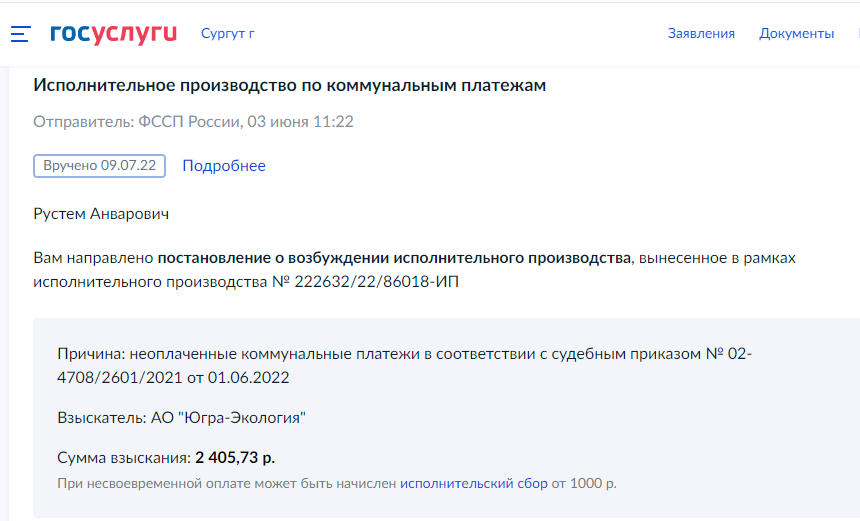 госуслуги Сургут г Заявления Документы
Исполнительное производство по коммунальным платежам
Отправитель: ФССП России, 03 июня 11:22
Вручено 09.07.22 Подробнее
Рустем Анварович
Вам направлено постановление о возбуждении исполнительного производства, вынесенное в рамках
исполнительного производства № 222632/22/86018-ИП
Причина: неоплаченные коммунальные платежи в соответствии с судебным приказом № 02-
4708/2601/2021 от 01.06.2022
Взыскатель: АО "Югра-Экология"
Сумма взыскания: 2 405,73 р.
При несвоевременной оплате может быть начислен исполнительский сбор от 1000 р.